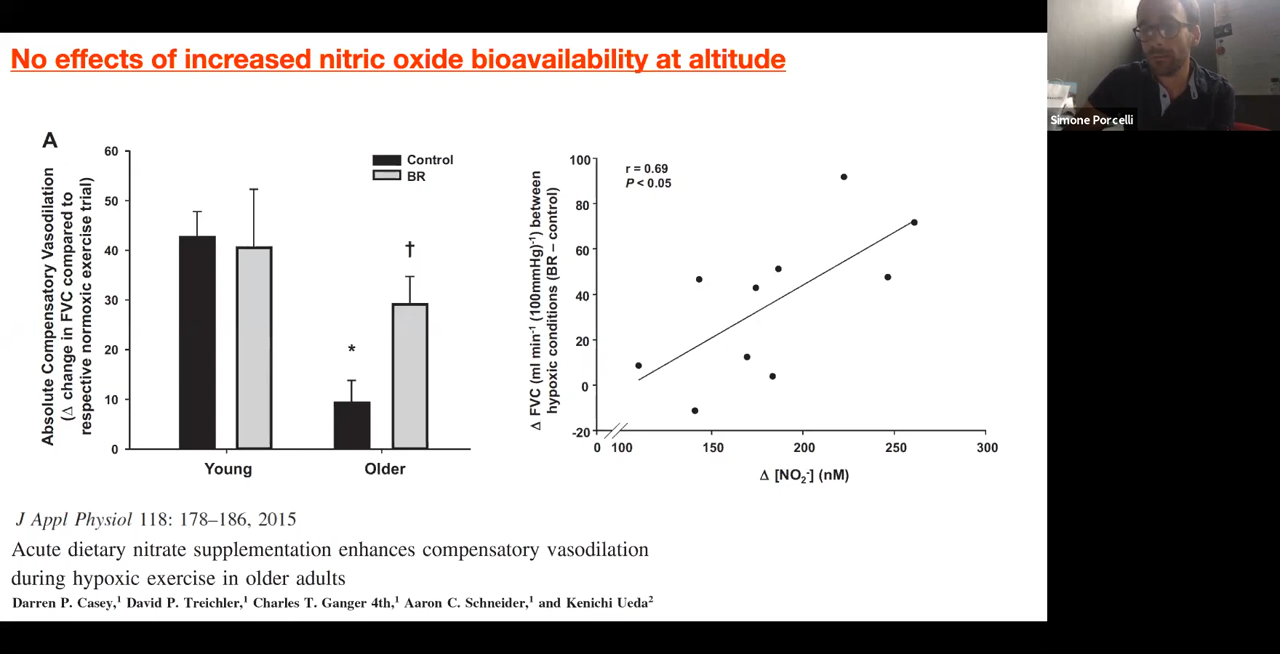 No effects of increased nitric oxide bioavailability at altitude
Simone Porcelli
A
Absolute Compensatory Vasodilation
(Δ change in FVC compared to
respective normoxic exercise trial)
60
50
40
30
20
10
0
Control
BR
*
†
Young
Older
Δ FVC (ml min⁻¹ (100mmHg)⁻¹) between
hypoxic conditions (BR – control)
100
80
60
40
20
0
-20
r = 0.69
P < 0.05
0 100 150 200 250 300
Δ [NO₂⁻] (nM)
J Appl Physiol 118: 178–186, 2015
Acute dietary nitrate supplementation enhances compensatory vasodilation
during hypoxic exercise in older adults
Darren P. Casey,¹ David P. Treichler,¹ Charles T. Ganger 4th,¹ Aaron C. Schneider,¹ and Kenichi Ueda²